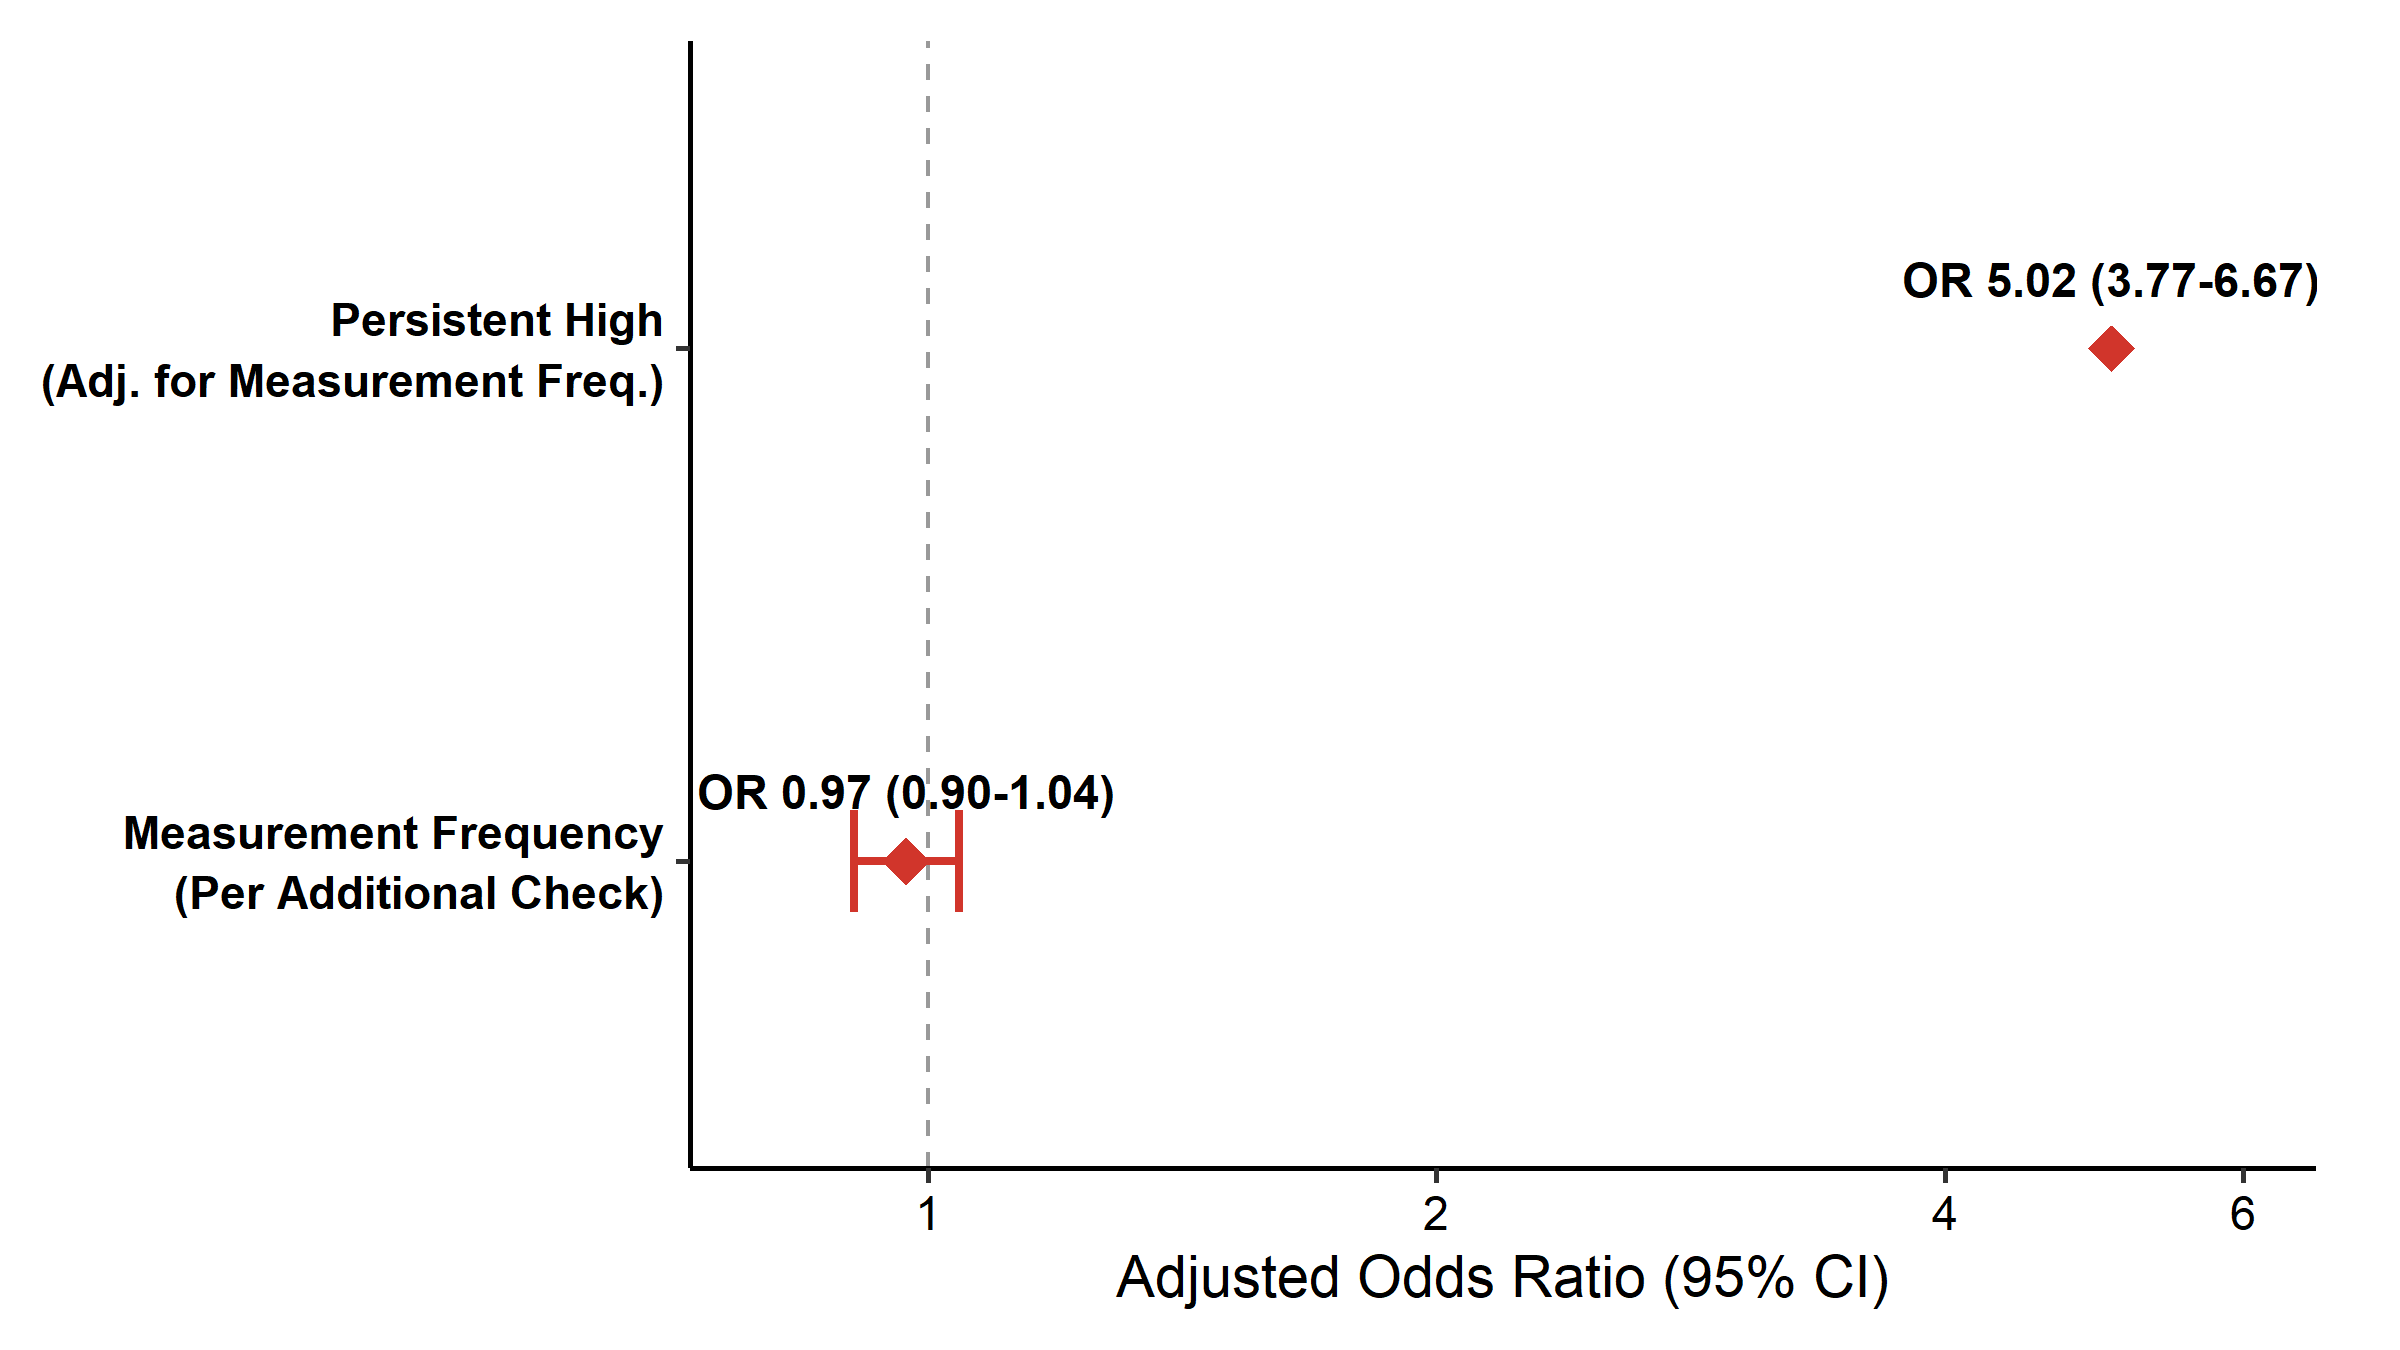 OR 5.02 (3.77-6.67)
Persistent High
(Adj. for Measurement Freq.)
OR 0.97 (0.90-1.04)
Measurement Frequency
(Per Additional Check)
1 2 4 6
Adjusted Odds Ratio (95% CI)